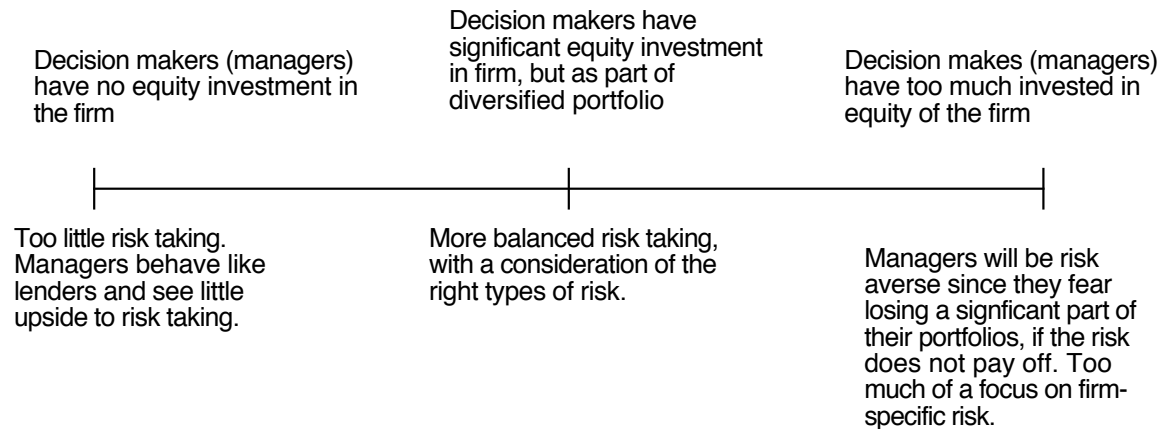 Decision makers (managers)
have no equity investment in
the firm
Decision makers have
significant equity investment
in firm, but as part of
diversified portfolio
Decision makes (managers)
have too much invested in
equity of the firm
Too little risk taking.
Managers behave like
lenders and see little
upside to risk taking.
More balanced risk taking,
with a consideration of the
right types of risk.
Managers will be risk
averse since they fear
losing a signficant part of
their portfolios, if the risk
does not pay off. Too
much of a focus on firm-
specific risk.